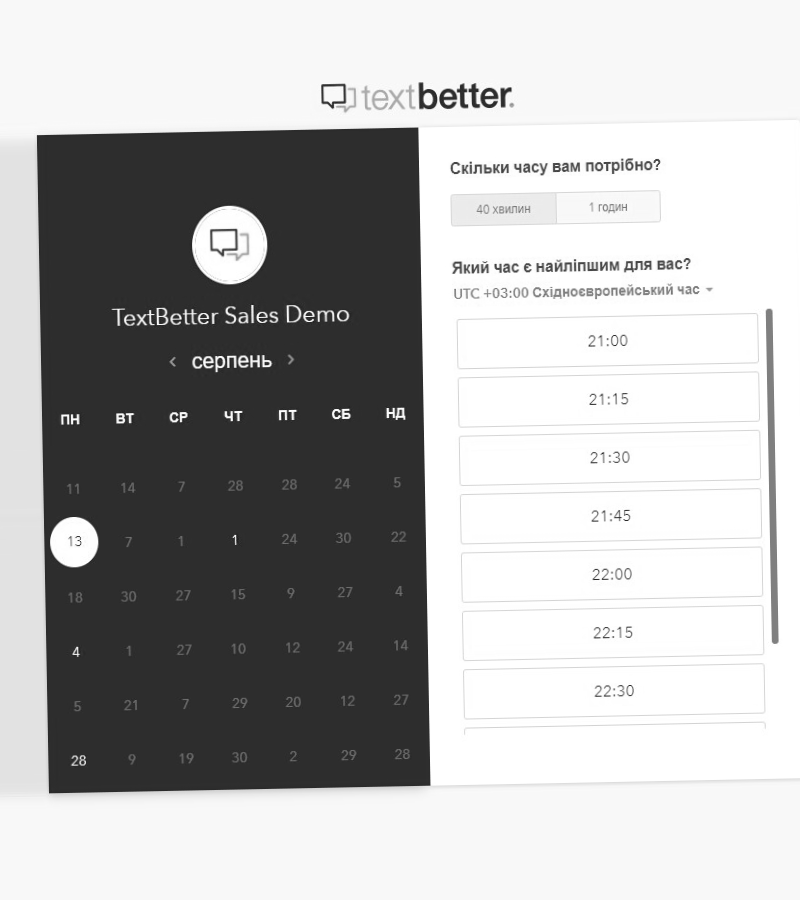 textbetter.
TextBetter Sales Demo
серпень
ПН ВТ СР ЧТ ПТ СБ НД
11 14 7 28 28 24 5
13 7 1 1 24 30 22
18 30 27 15 9 27 4
4 1 27 10 12 24 14
5 21 7 29 20 12 27
28 9 19 30 2 29 28
Скільки часу вам потрібно?
40 хвилин 1 годин
Який час є найліпшим для вас?
UTC +03:00 Східноєвропейський час
21:00
21:15
21:30
21:45
22:00
22:15
22:30